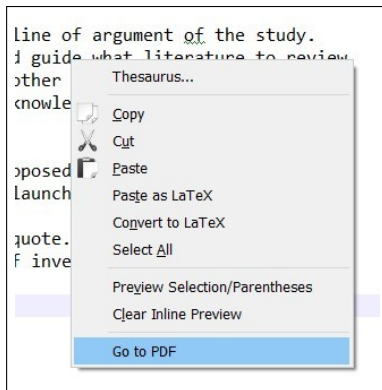 line of argument of the study.
d guide what literature to review
other
knowle
oposed
launch
quote.
f inve
Thesaurus...
Copy
Cut
Paste
Paste as LaTeX
Convert to LaTeX
Select All
Preview Selection/Parentheses
Clear Inline Preview
Go to PDF